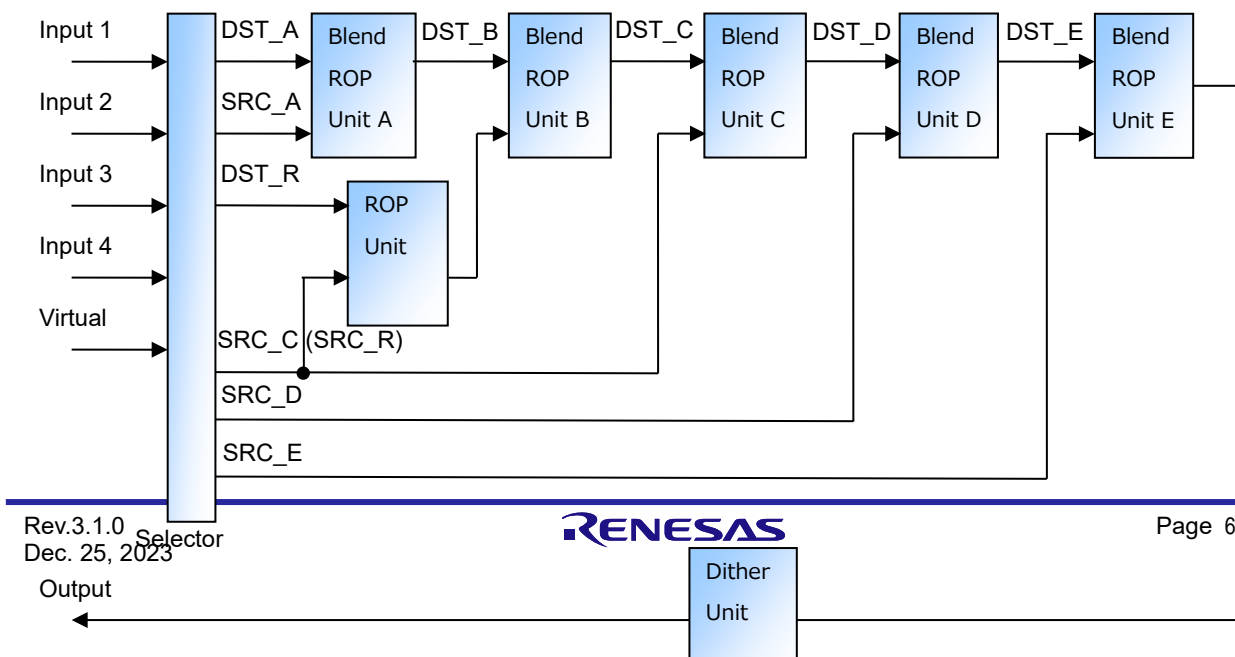 Input 1
DST_A
Blend
ROP
Unit A
DST_B
Blend
ROP
Unit B
DST_C
Blend
ROP
Unit C
DST_D
Blend
ROP
Unit D
DST_E
Blend
ROP
Unit E
Input 2
SRC_A
Input 3
DST_R
ROP
Unit
Input 4
Virtual
SRC_C (SRC_R)
SRC_D
SRC_E
Selector
Rev.3.1.0
Dec. 25, 2023
RENESAS
Page 6
Output
Dither
Unit